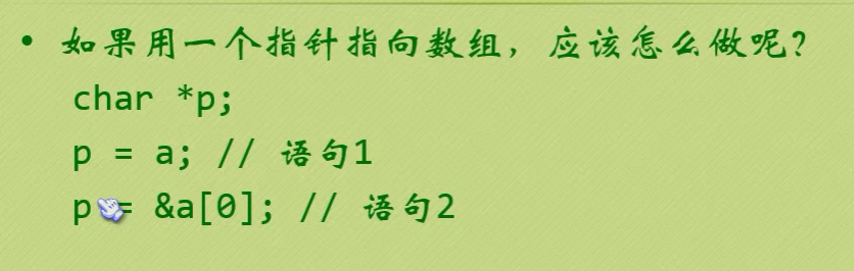 • 如果用一个指针指向数组，应该怎么做呢？
char *p;
p = a; // 语句1
p = &a[0]; // 语句2